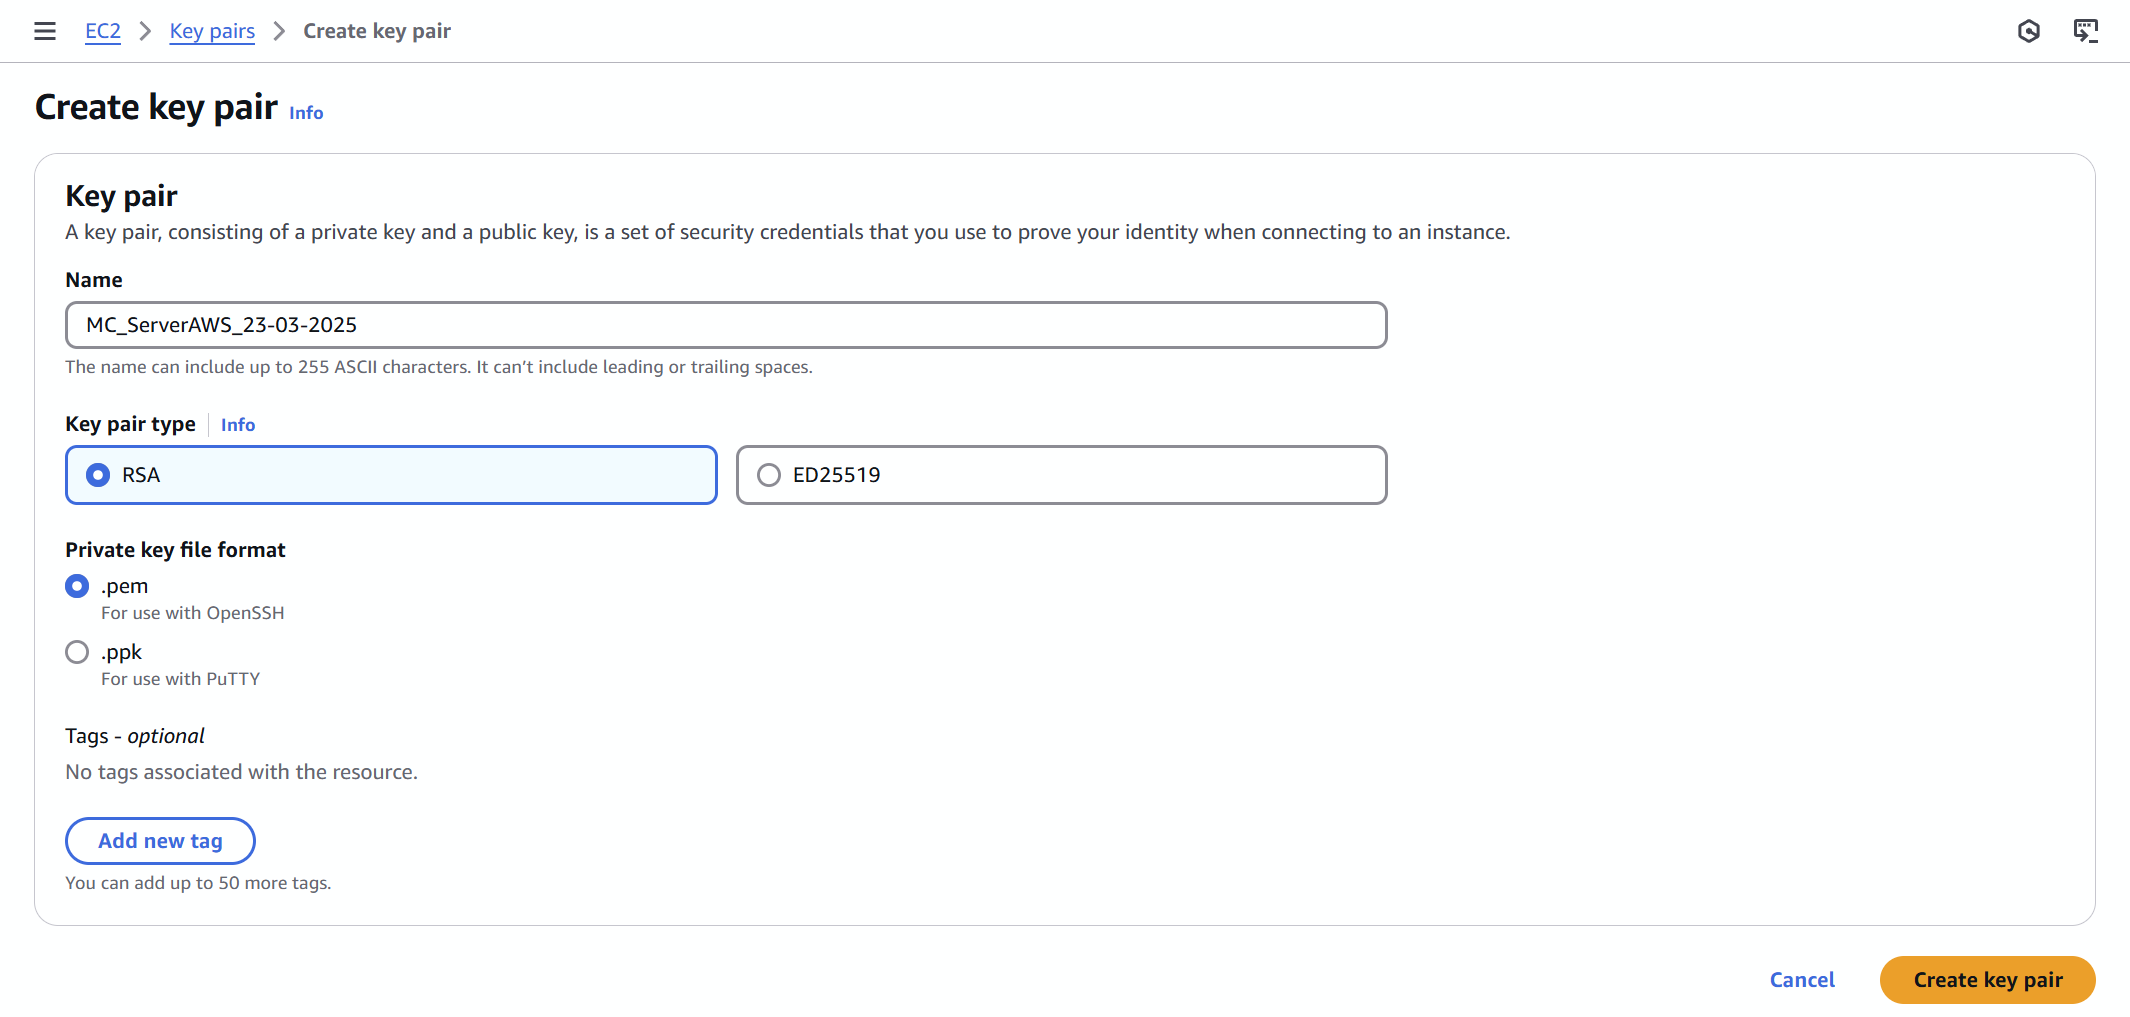 EC2 > Key pairs > Create key pair
Create key pair Info
Key pair
A key pair, consisting of a private key and a public key, is a set of security credentials that you use to prove your identity when connecting to an instance.
Name
MC_ServerAWS_23-03-2025
The name can include up to 255 ASCII characters. It can’t include leading or trailing spaces.
Key pair type Info
RSA ED25519
Private key file format
.pem
For use with OpenSSH
.ppk
For use with PuTTY
Tags - optional
No tags associated with the resource.
Add new tag
You can add up to 50 more tags.
Cancel Create key pair